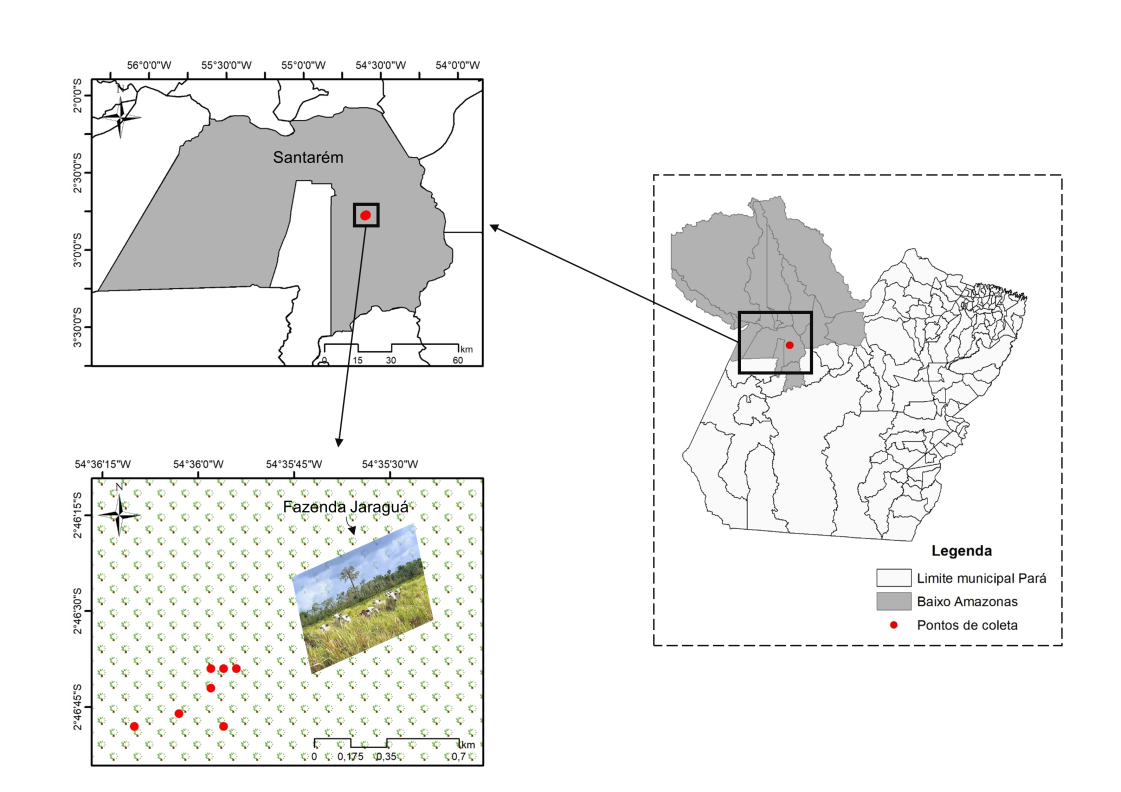 56°0'0"W 55°30'0"W 55°0'0"W 54°30'0"W 54°0'0"W
2°0'0"S
2°30'0"S
3°0'0"S
3°30'0"S
N
Santarém
km
0 15 30 60
54°36'15"W 54°36'0"W 54°35'45"W 54°35'30"W
2°46'15"S
2°46'30"S
2°46'45"S
N
Fazenda Jaraguá
km
0 0,175 0,35 0,7
Legenda
Limite municipal Pará
Baixo Amazonas
Pontos de coleta